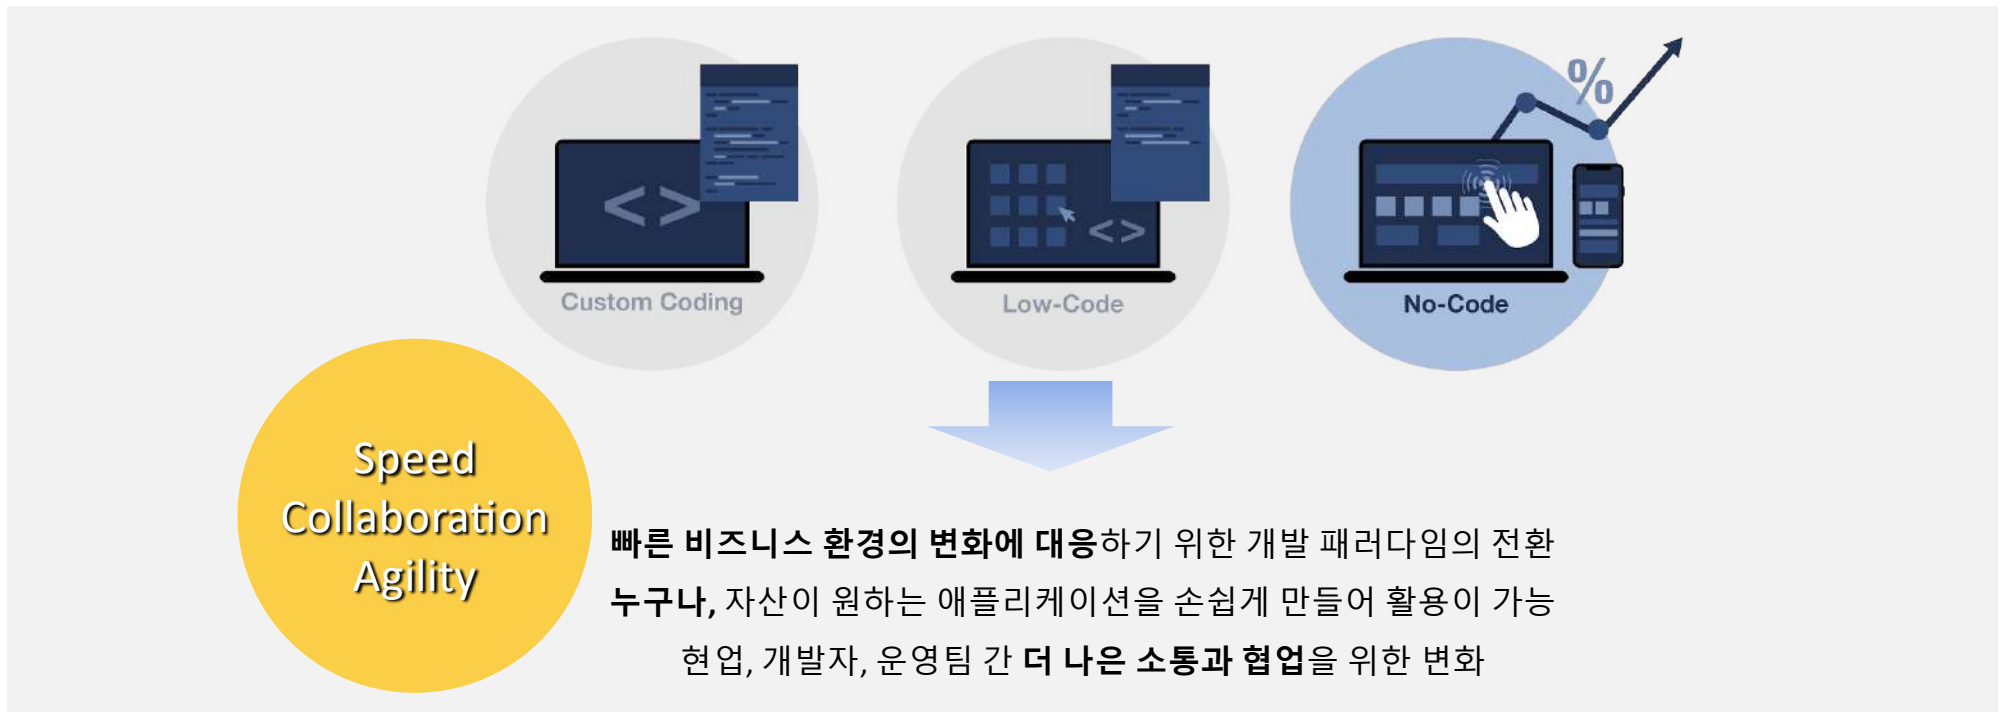 %
< >
< >
Custom Coding
Low-Code
No-Code
Speed
Collaboration
Agility
빠른 비즈니스 환경의 변화에 대응하기 위한 개발 패러다임의 전환
누구나, 자산이 원하는 애플리케이션을 손쉽게 만들어 활용이 가능
현업, 개발자, 운영팀 간 더 나은 소통과 협업을 위한 변화